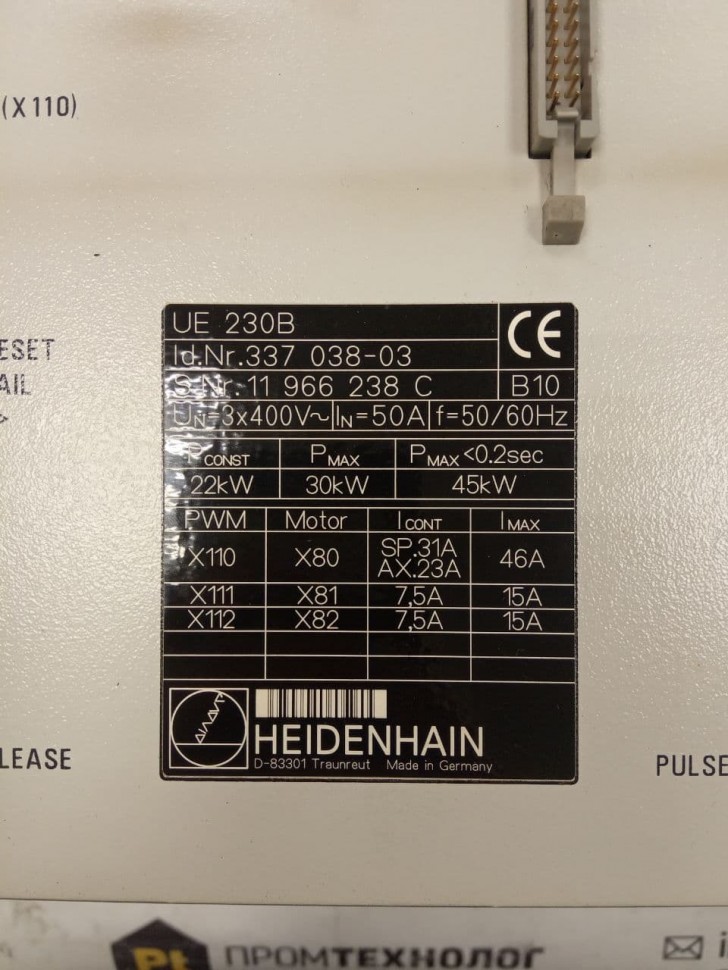 (X110)
UE 230B
Id.Nr.337 038-03
S.Nr.11 966 238 C B10
UN=3x400V~ IN=50A f=50/60Hz
PCONST PMAX PMAX<0.2sec
22kW 30kW 45kW
PWM Motor ICONT IMAX
X110 X80 SP.31A AX.23A 46A
X111 X81 7,5A 15A
X112 X82 7,5A 15A
HEIDENHAIN
D-83301 Traunreut Made in Germany
ESET
AIL
>
LEASE
PULSE
Pt ПРОМТЕХНОЛОГ
i